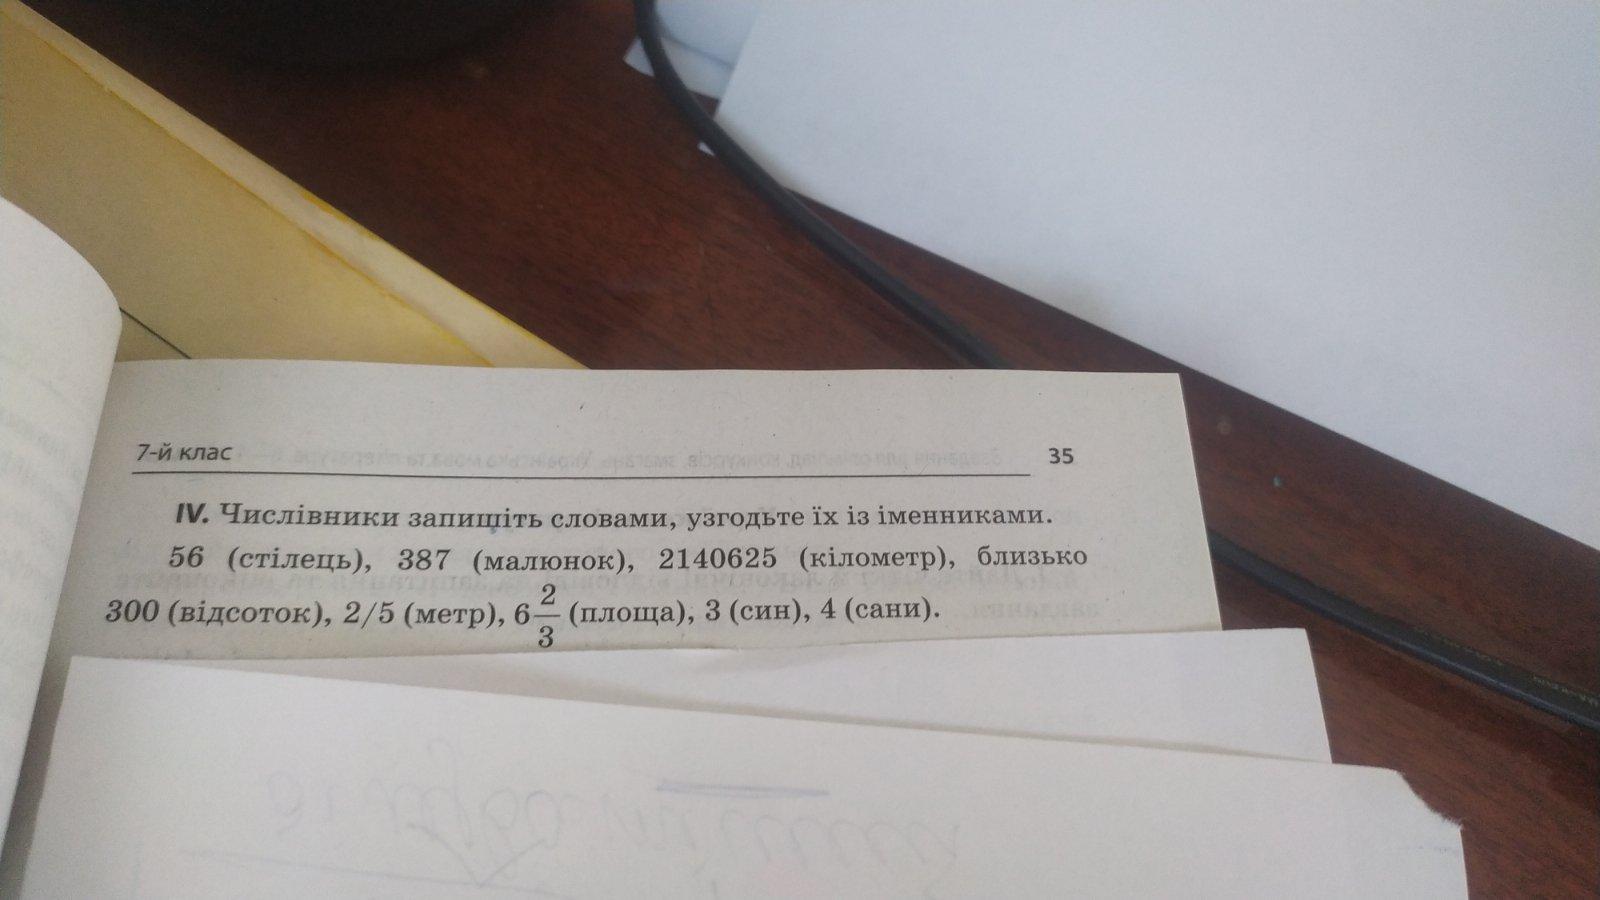 7-й клас 35
IV. Числівники запишіть словами, узгодьте їх із іменниками.
56 (стілець), 387 (малюнок), 2140625 (кілометр), близько
300 (відсоток), 2/5 (метр), 6 2/3 (площа), 3 (син), 4 (сани).